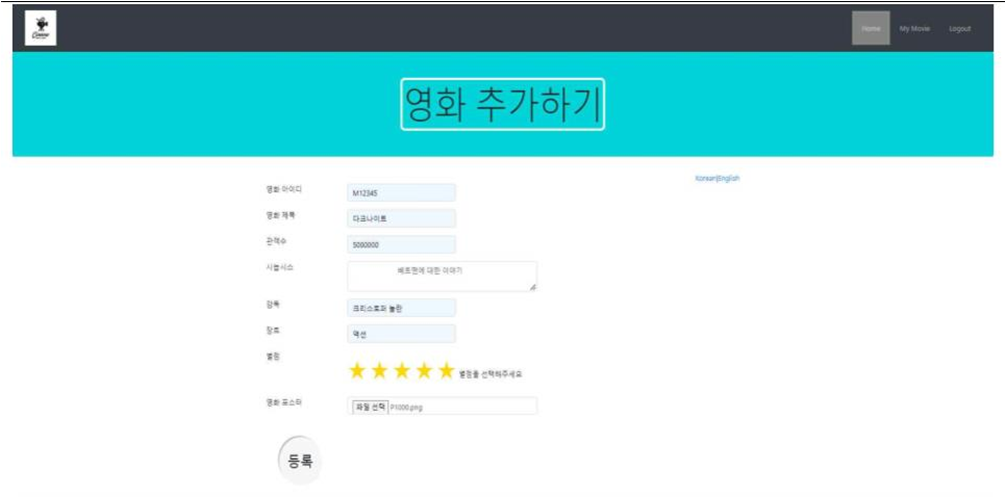 Home My Movie Logout
영화 추가하기
Korean|English
영화 아이디 M12345
영화 제목 다크나이트
관객수 5000000
시놉시스 배트맨에 대한 이야기
감독 크리스토퍼 놀란
장르 액션
별점 ★★★★★ 별점을 선택해주세요
영화 포스터 파일 선택 P1000.png
등록